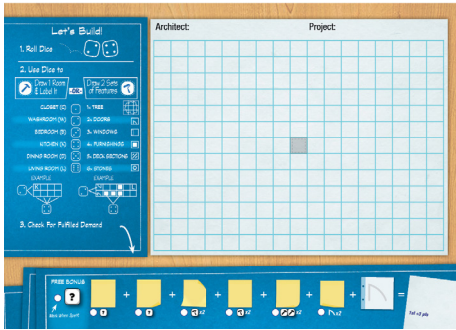 Let's Build!
1. Roll Dice
2. Use Dice to
Draw 1 Room & Label It
-OR-
Draw 2 Sets of Features
CLOSET (C)
WASHROOM (W)
BEDROOM (B)
KITCHEN (K)
DINING ROOM (D)
LIVING ROOM (L)
1: TREE
2: DOORS
3: WINDOWS
4: FURNISHINGS
5: DECK SECTIONS
6: STONES
EXAMPLE
EXAMPLE
3. Check For Fulfilled Demand
Architect:
Project:
FREE BONUS
?
+ + + + + + =
? ? x2 x2 x2 x2